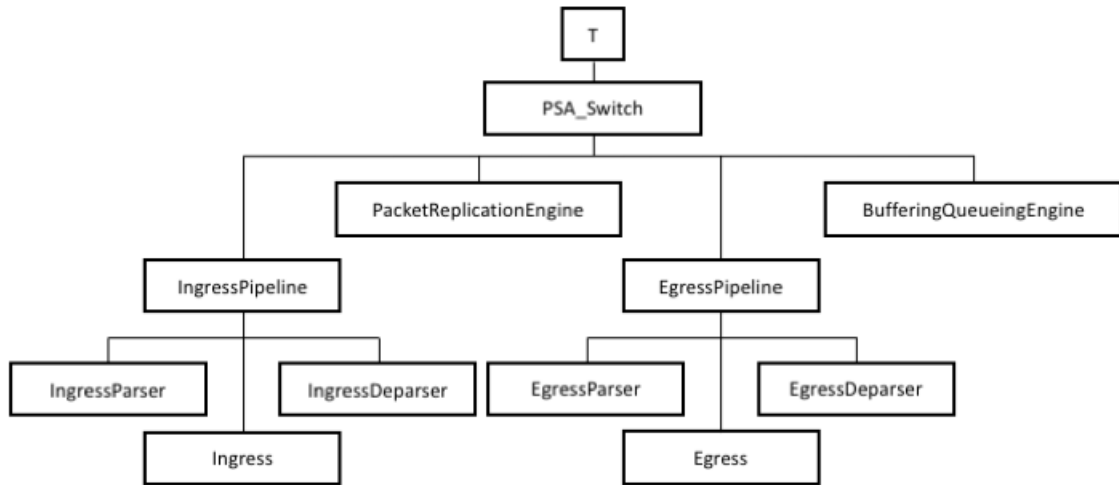 T
PSA_Switch
PacketReplicationEngine
BufferingQueueingEngine
IngressPipeline
EgressPipeline
IngressParser
IngressDeparser
EgressParser
EgressDeparser
Ingress
Egress